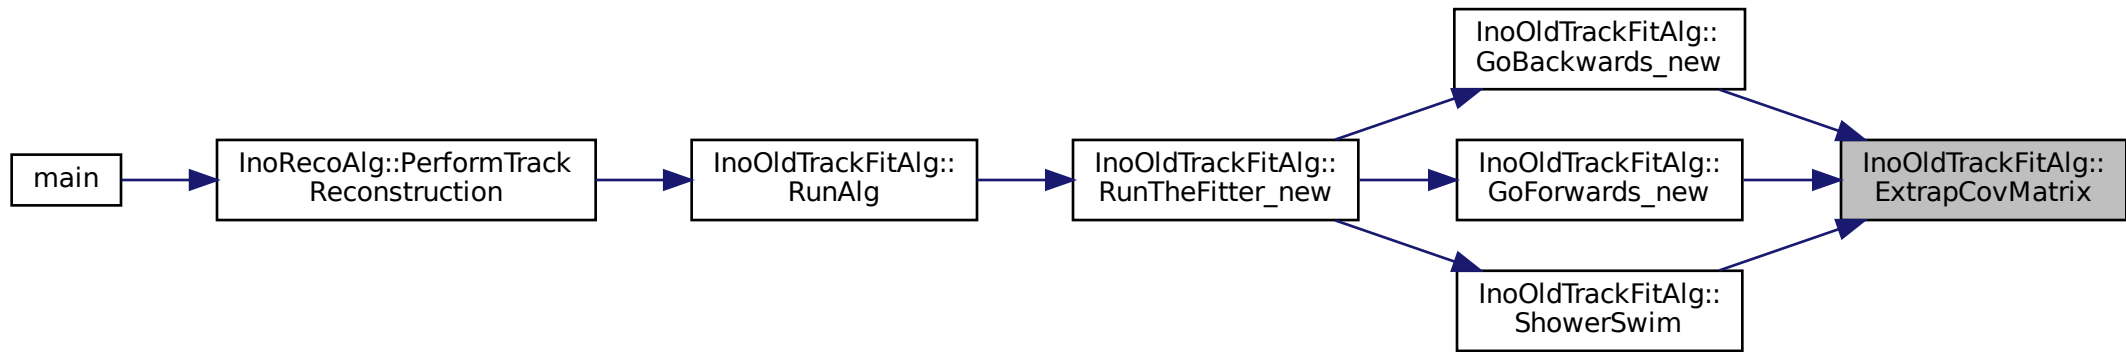 main
InoRecoAlg::PerformTrack
Reconstruction
InoOldTrackFitAlg::
RunAlg
InoOldTrackFitAlg::
RunTheFitter_new
InoOldTrackFitAlg::
GoBackwards_new
InoOldTrackFitAlg::
GoForwards_new
InoOldTrackFitAlg::
ShowerSwim
InoOldTrackFitAlg::
ExtrapCovMatrix